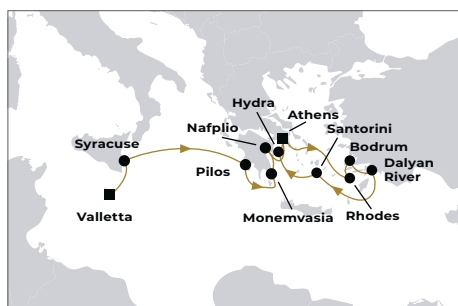 Hydra
Athens
Nafplio
Santorini
Syracuse
Bodrum
Pilos
Dalyan
River
Valletta
Monemvasia
Rhodes